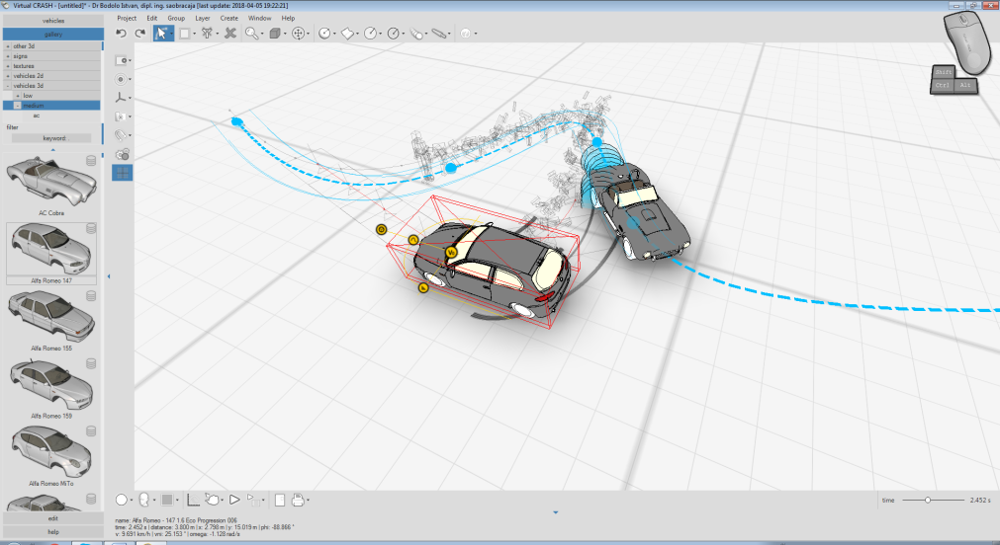 Virtual CRASH - [untitled]* - Dr Bodolo Istvan, dipl. ing. saobracaja [last update: 2018-04-05 19:22:21]
Project Edit Group Layer Create Window Help
vehicles
gallery
other 3d
signs
textures
vehicles 2d
vehicles 3d
low
medium
ac
filter
keyword
AC Cobra
Alfa Romeo 147
Alfa Romeo 155
Alfa Romeo 159
Alfa Romeo MiTo
edit
help
Shift
Ctrl Alt
time 2.452 s
name: Alfa Romeo - 147 1.6 Eco Progression 006
time: 2.452 s | distance: 3.800 m | x: 2.798 m | y: 15.019 m | phi: -88.866 °
v: 9.691 km/h | vni: 25.153 ° | omega: -1.128 rad/s